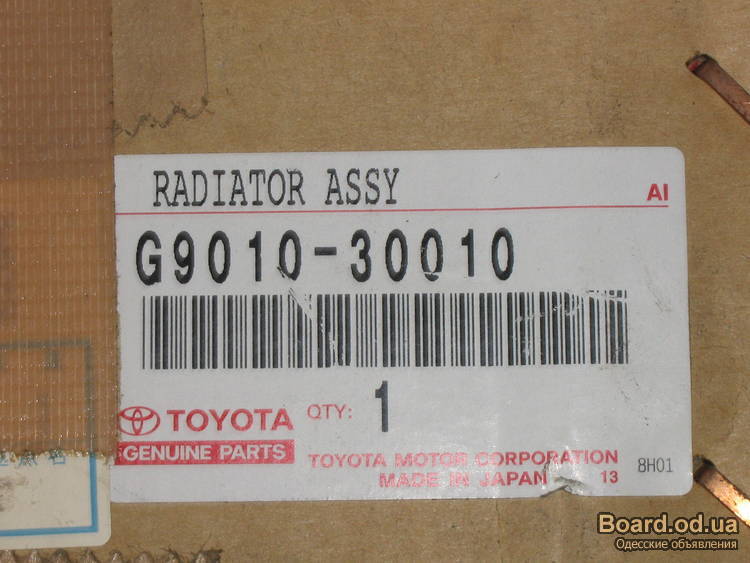 RADIATOR ASSY
AI
G9010-30010
TOYOTA QTY: 1
GENUINE PARTS
TOYOTA MOTOR CORPORATION
MADE IN JAPAN 13 8H01
Board.od.ua
Одесские объявления